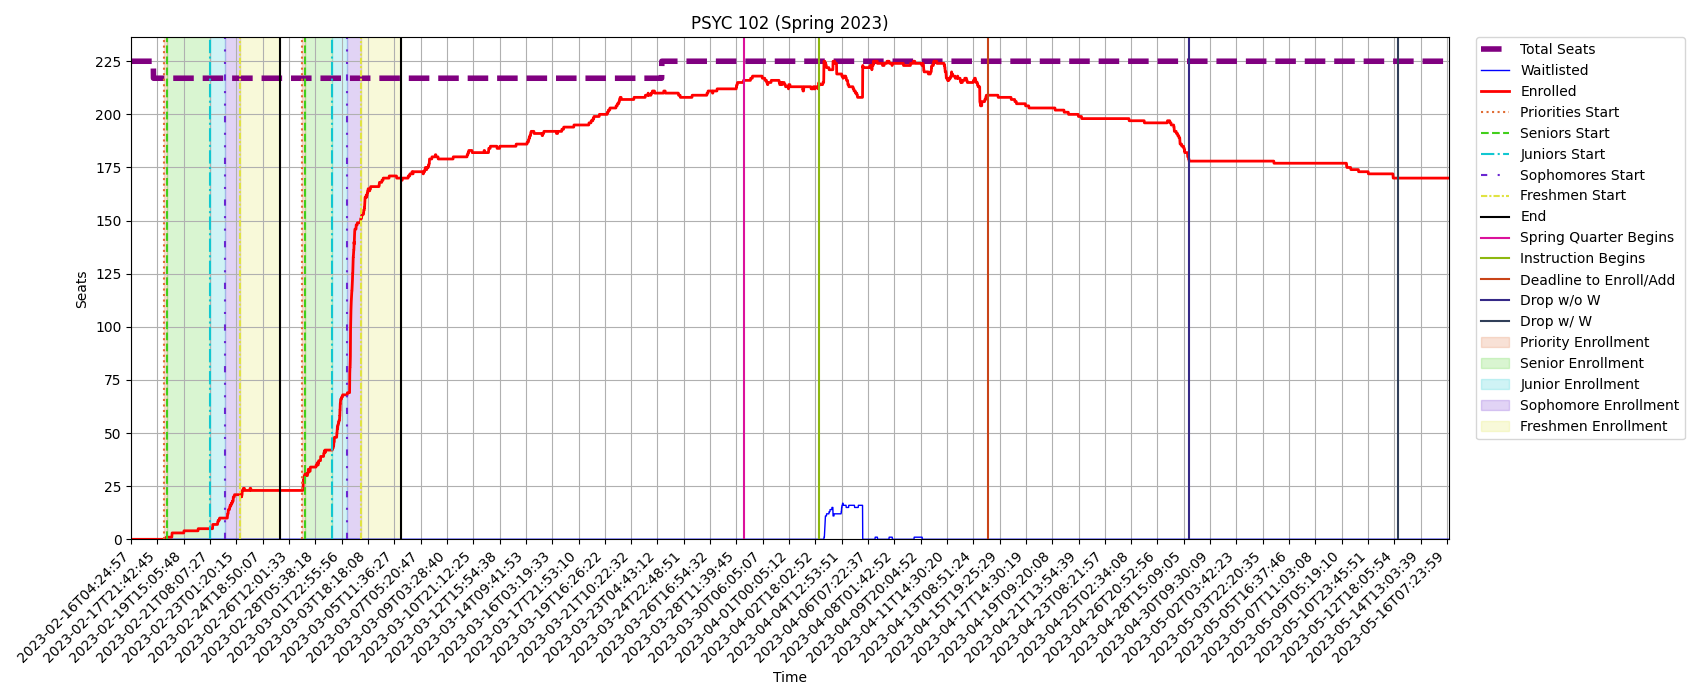 PSYC 102 (Spring 2023)
Seats
225
200
175
150
125
100
75
50
25
0
2023-02-16T04:24:57
2023-02-17T21:42:45
2023-02-19T15:05:48
2023-02-21T08:07:27
2023-02-23T01:20:15
2023-02-24T18:50:07
2023-02-26T12:01:33
2023-02-28T05:38:18
2023-03-01T22:55:56
2023-03-03T18:18:08
2023-03-05T11:36:27
2023-03-07T05:20:47
2023-03-09T03:28:40
2023-03-10T21:12:25
2023-03-12T15:54:38
2023-03-14T09:41:53
2023-03-16T03:19:33
2023-03-17T21:53:10
2023-03-19T16:26:22
2023-03-21T10:22:32
2023-03-23T04:43:12
2023-03-24T22:48:51
2023-03-26T16:54:32
2023-03-28T11:39:45
2023-03-30T06:05:07
2023-04-01T00:05:12
2023-04-02T18:02:52
2023-04-04T12:53:51
2023-04-06T07:22:37
2023-04-08T01:42:52
2023-04-09T20:04:52
2023-04-11T14:30:20
2023-04-13T08:51:24
2023-04-15T19:25:29
2023-04-17T14:30:19
2023-04-19T09:20:08
2023-04-21T13:54:39
2023-04-23T08:21:57
2023-04-25T02:34:08
2023-04-26T20:52:56
2023-04-28T15:09:05
2023-04-30T09:30:09
2023-05-02T03:42:23
2023-05-03T22:20:35
2023-05-05T16:37:46
2023-05-07T11:03:08
2023-05-09T05:19:16
2023-05-10T23:45:51
2023-05-12T18:05:54
2023-05-14T13:03:39
2023-05-16T07:23:59
Time
Total Seats
Waitlisted
Enrolled
Priorities Start
Seniors Start
Juniors Start
Sophomores Start
Freshmen Start
End
Spring Quarter Begins
Instruction Begins
Deadline to Enroll/Add
Drop w/o W
Drop w/ W
Priority Enrollment
Senior Enrollment
Junior Enrollment
Sophomore Enrollment
Freshmen Enrollment